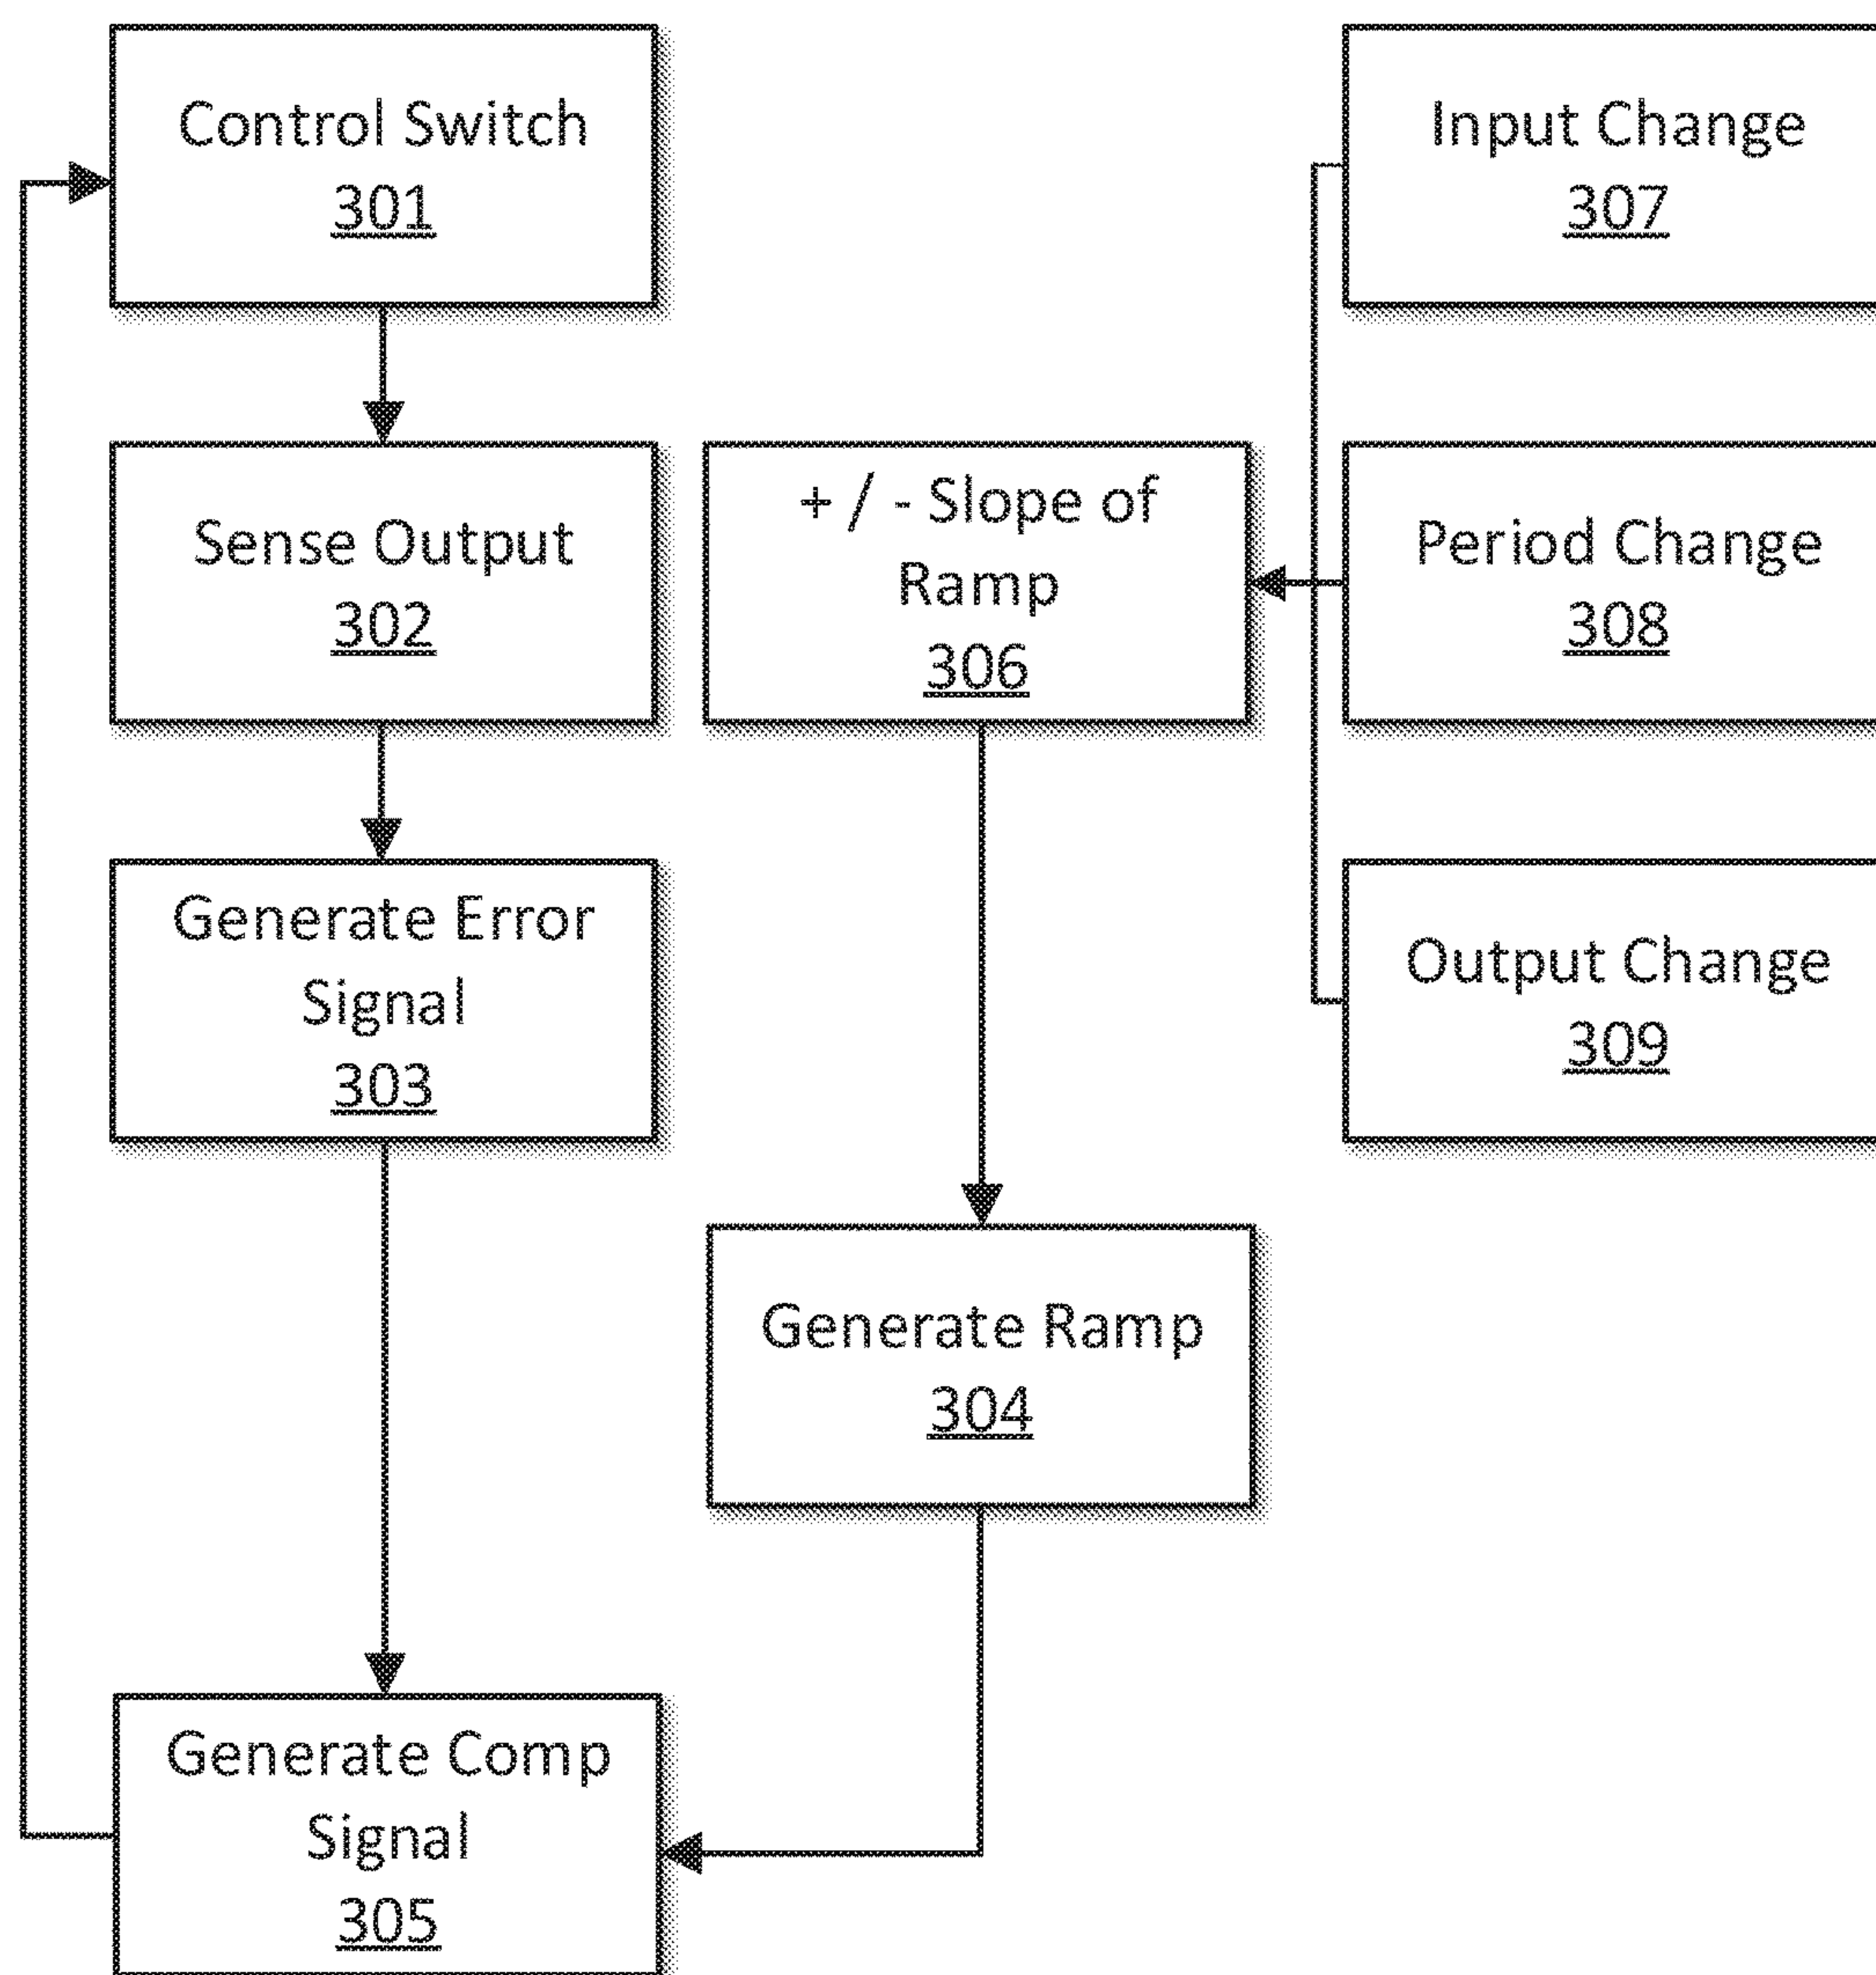 Control Switch
301
Sense Output
302
Generate Error
Signal
303
Generate Comp
Signal
305
+ / - Slope of
Ramp
306
Generate Ramp
304
Input Change
307
Period Change
308
Output Change
309